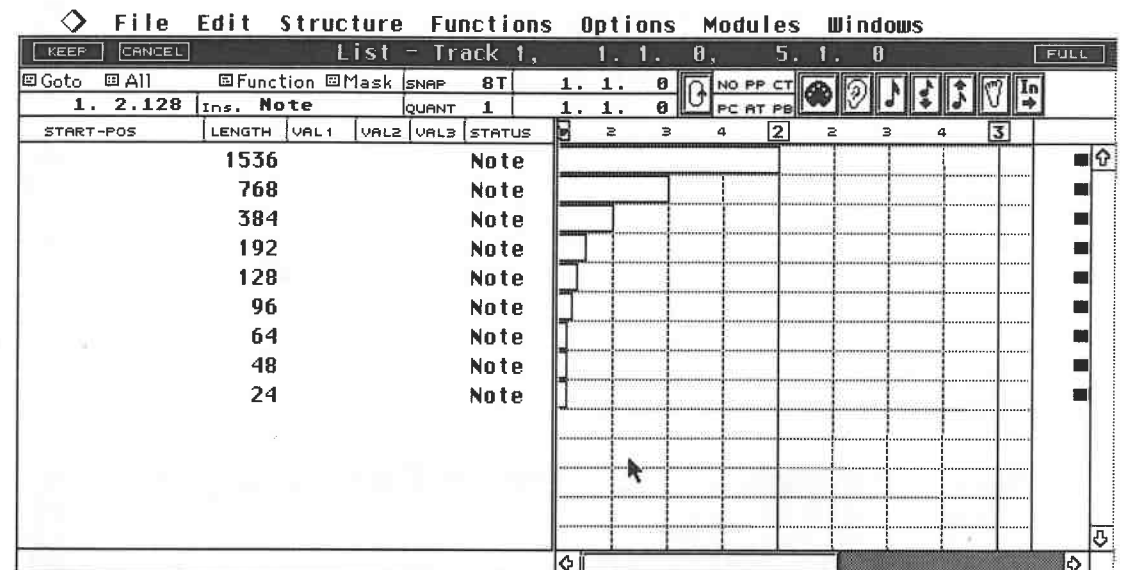 File Edit Structure Functions Options Modules Windows
KEEP CANCEL List - Track 1, 1. 1. 0, 5. 1. 0 FULL
Goto All Function Mask SNAP 8T 1. 1. 0 NO PP CT In
1. 2.128 Ins. Note QUANT 1 1. 1. 0 PC AT PB
START-POS LENGTH VAL1 VAL2 VAL3 STATUS 2 3 4 2 2 3 4 3
1536 Note
768 Note
384 Note
192 Note
128 Note
96 Note
64 Note
48 Note
24 Note